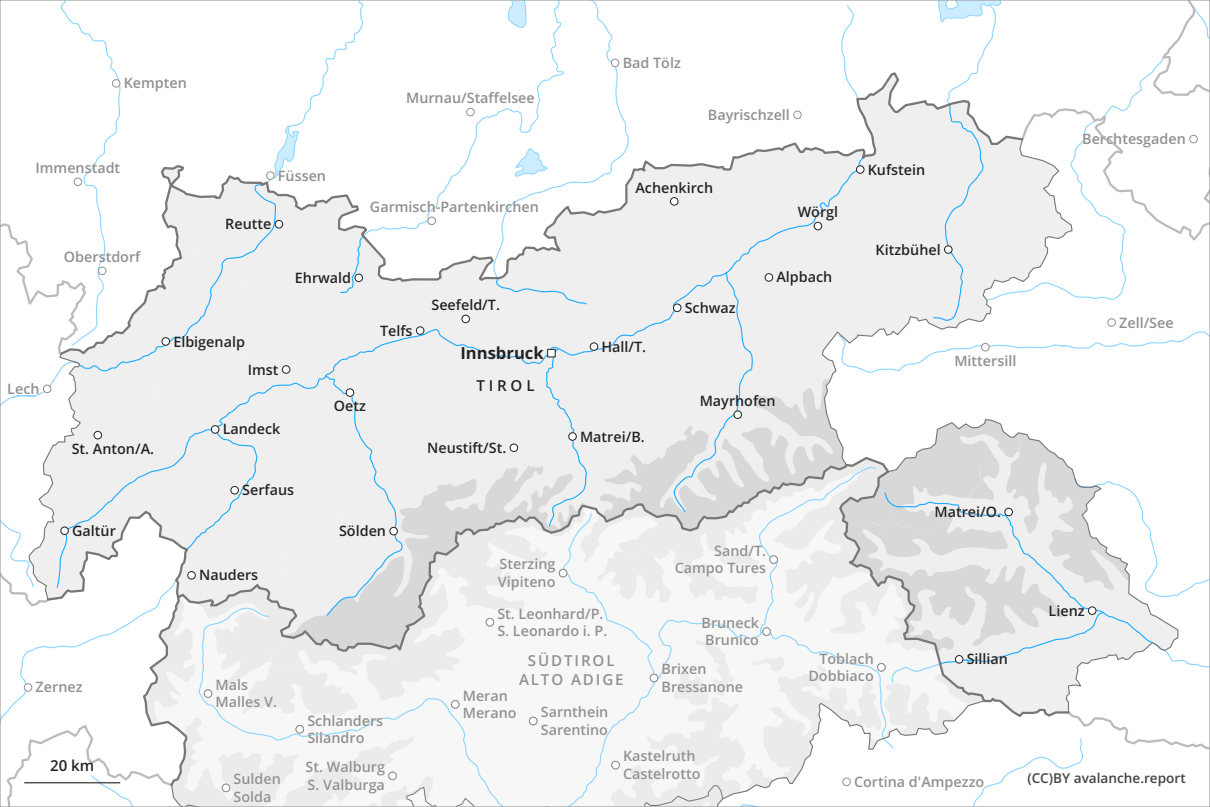 Bad Tölz
Kempten
Murnau/Staffelsee
Bayrischzell
Berchtesgaden
Immenstadt
Füssen
Kufstein
Achenkirch
Garmisch-Partenkirchen
Wörgl
Reutte
Kitzbühel
Oberstdorf
Ehrwald
Alpbach
Seefeld/T.
Schwaz
Zell/See
Telfs
Elbigenalp
Hall/T.
Innsbruck
Mittersill
Imst
TIROL
Lech
Oetz
Mayrhofen
Landeck
Matrei/B.
St. Anton/A.
Neustift/St.
Serfaus
Matrei/O.
Galtür
Sölden
Sand/T.
Campo Tures
Sterzing
Vipiteno
Nauders
Lienz
St. Leonhard/P.
S. Leonardo i. P.
Bruneck
Brunico
SÜDTIROL
ALTO ADIGE
Toblach
Dobbiaco
Sillian
Brixen
Bressanone
Zernez
Mals
Malles V.
Meran
Merano
Sarnthein
Sarentino
Schlanders
Silandro
Kastelruth
Castelrotto
20 km
St. Walburg
S. Valburga
Sulden
Solda
Cortina d'Ampezzo
(CC)BY avalanche.report